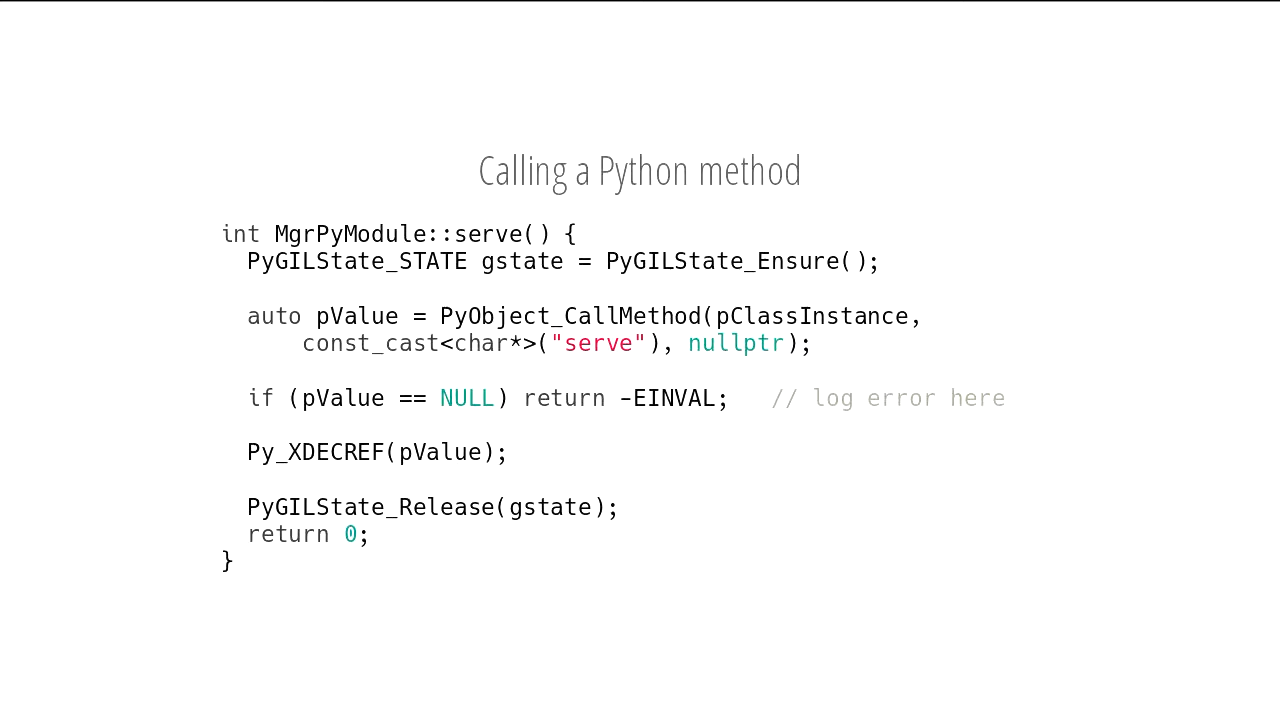 Calling a Python method
int MgrPyModule::serve() {
  PyGILState_STATE gstate = PyGILState_Ensure();
  auto pValue = PyObject_CallMethod(pClassInstance,
      const_cast<char*>("serve"), nullptr);
  if (pValue == NULL) return -EINVAL;   // log error here
  Py_XDECREF(pValue);
  PyGILState_Release(gstate);
  return 0;
}